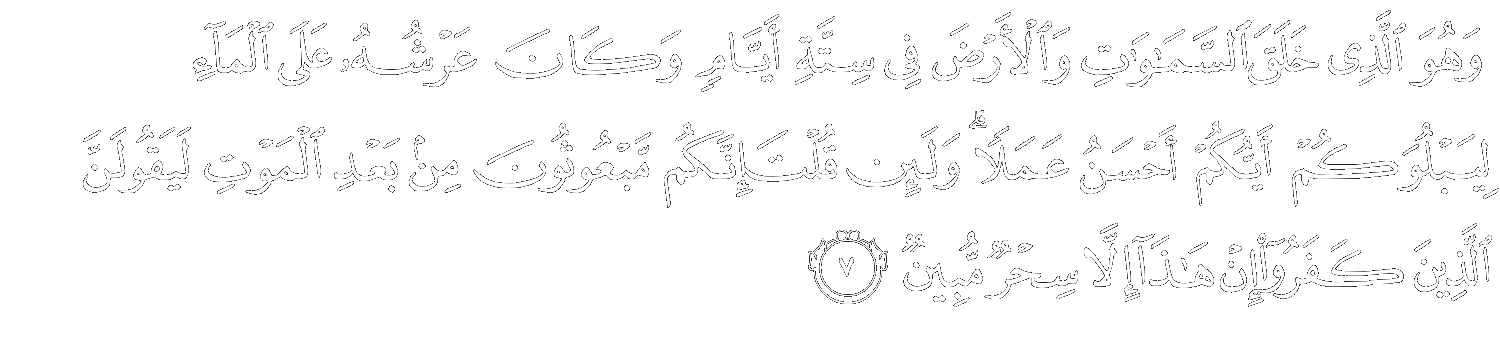 وَهُوَ ٱلَّذِى خَلَقَ ٱلسَّمَـٰوَٰتِ وَٱلْأَرْضَ فِى سِتَّةِ أَيَّامٍ وَكَانَ عَرْشُهُۥ عَلَى ٱلْمَآءِ
لِيَبْلُوَكُمْ أَيُّكُمْ أَحْسَنُ عَمَلًا ۗ وَلَئِن قُلْتَ إِنَّكُم مَّبْعُوثُونَ مِنۢ بَعْدِ ٱلْمَوْتِ لَيَقُولَنَّ
ٱلَّذِينَ كَفَرُوٓا۟ إِنْ هَـٰذَآ إِلَّا سِحْرٌ مُّبِينٌ ٧